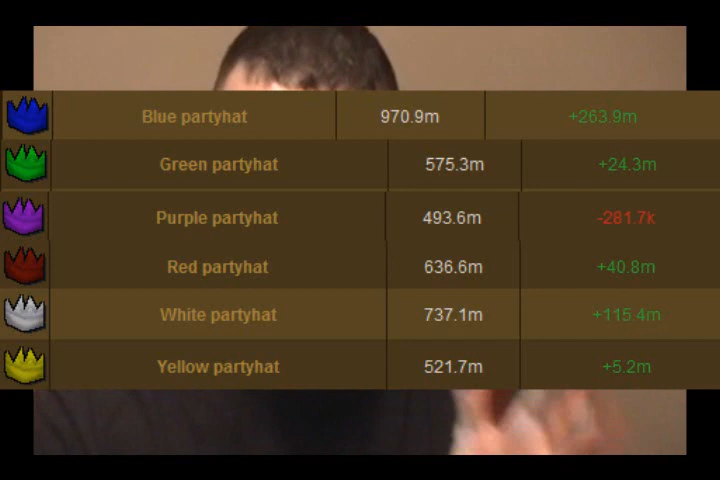 Blue partyhat 970.9m +263.9m
Green partyhat 575.3m +24.3m
Purple partyhat 493.6m -281.7k
Red partyhat 636.6m +40.8m
White partyhat 737.1m +115.4m
Yellow partyhat 521.7m +5.2m